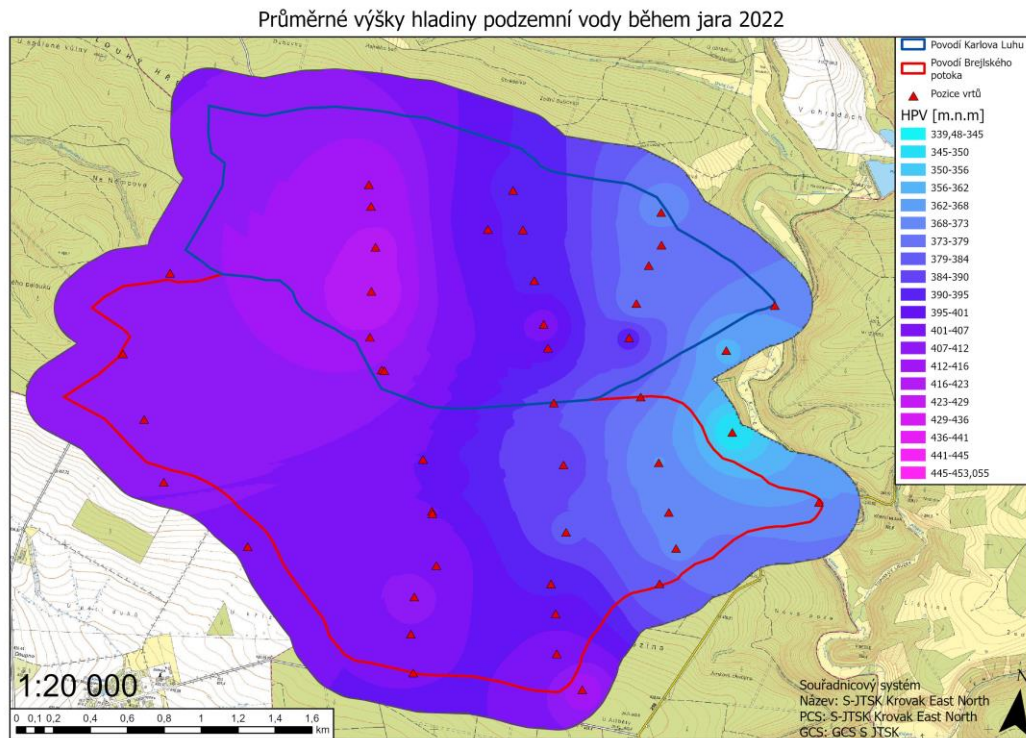 Průměrné výšky hladiny podzemní vody během jara 2022
Povodí Karlova Luhu
Povodí Brejlského
potoka
Pozice vrtů
HPV [m.n.m]
339,48-345
345-350
350-356
356-362
362-368
368-373
373-379
379-384
384-390
390-395
395-401
401-407
407-412
412-416
416-423
423-429
429-436
436-441
441-445
445-453,055
V uhradách
Na Němpové
1:20 000
0 0,1 0,2 0,4 0,6 0,8 1 1,2 1,4 1,6
km
N
Souřadnicový systém
Název: S-JTSK Krovak East North
PCS: S-JTSK Krovak East North
GCS: GCS S JTSK